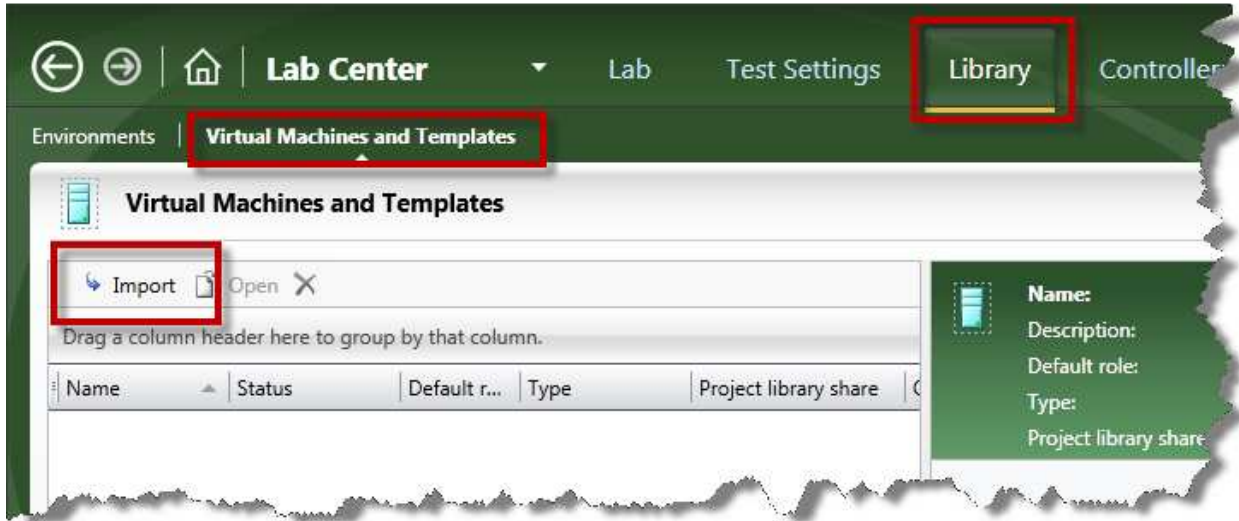 Lab Center Lab Test Settings Library Controller
Environments | Virtual Machines and Templates
Virtual Machines and Templates
Import Open
Drag a column header here to group by that column.
Name Status Default r... Type Project library share
Name:
Description:
Default role:
Type:
Project library share